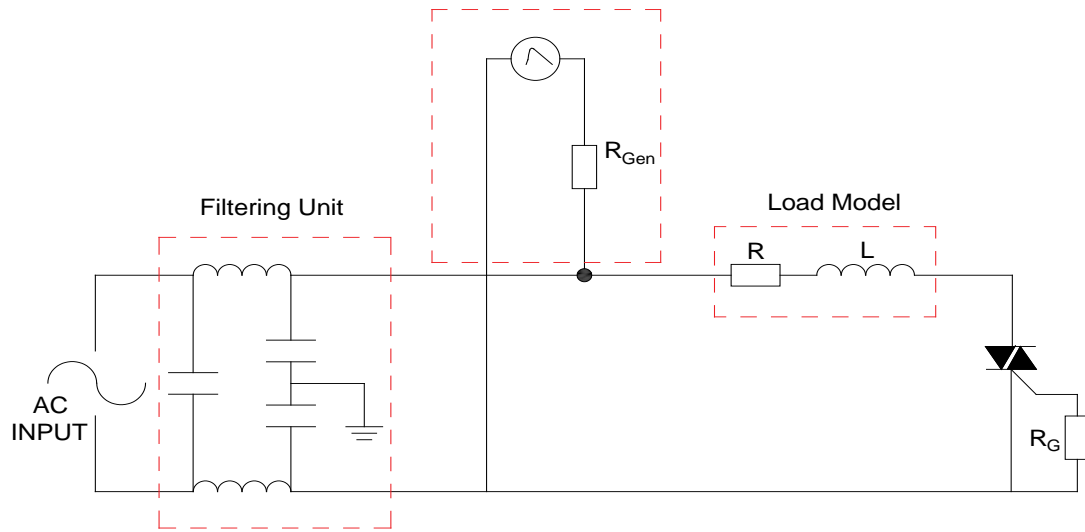 R_Gen
Filtering Unit
Load Model
R
L
AC
INPUT
R_G